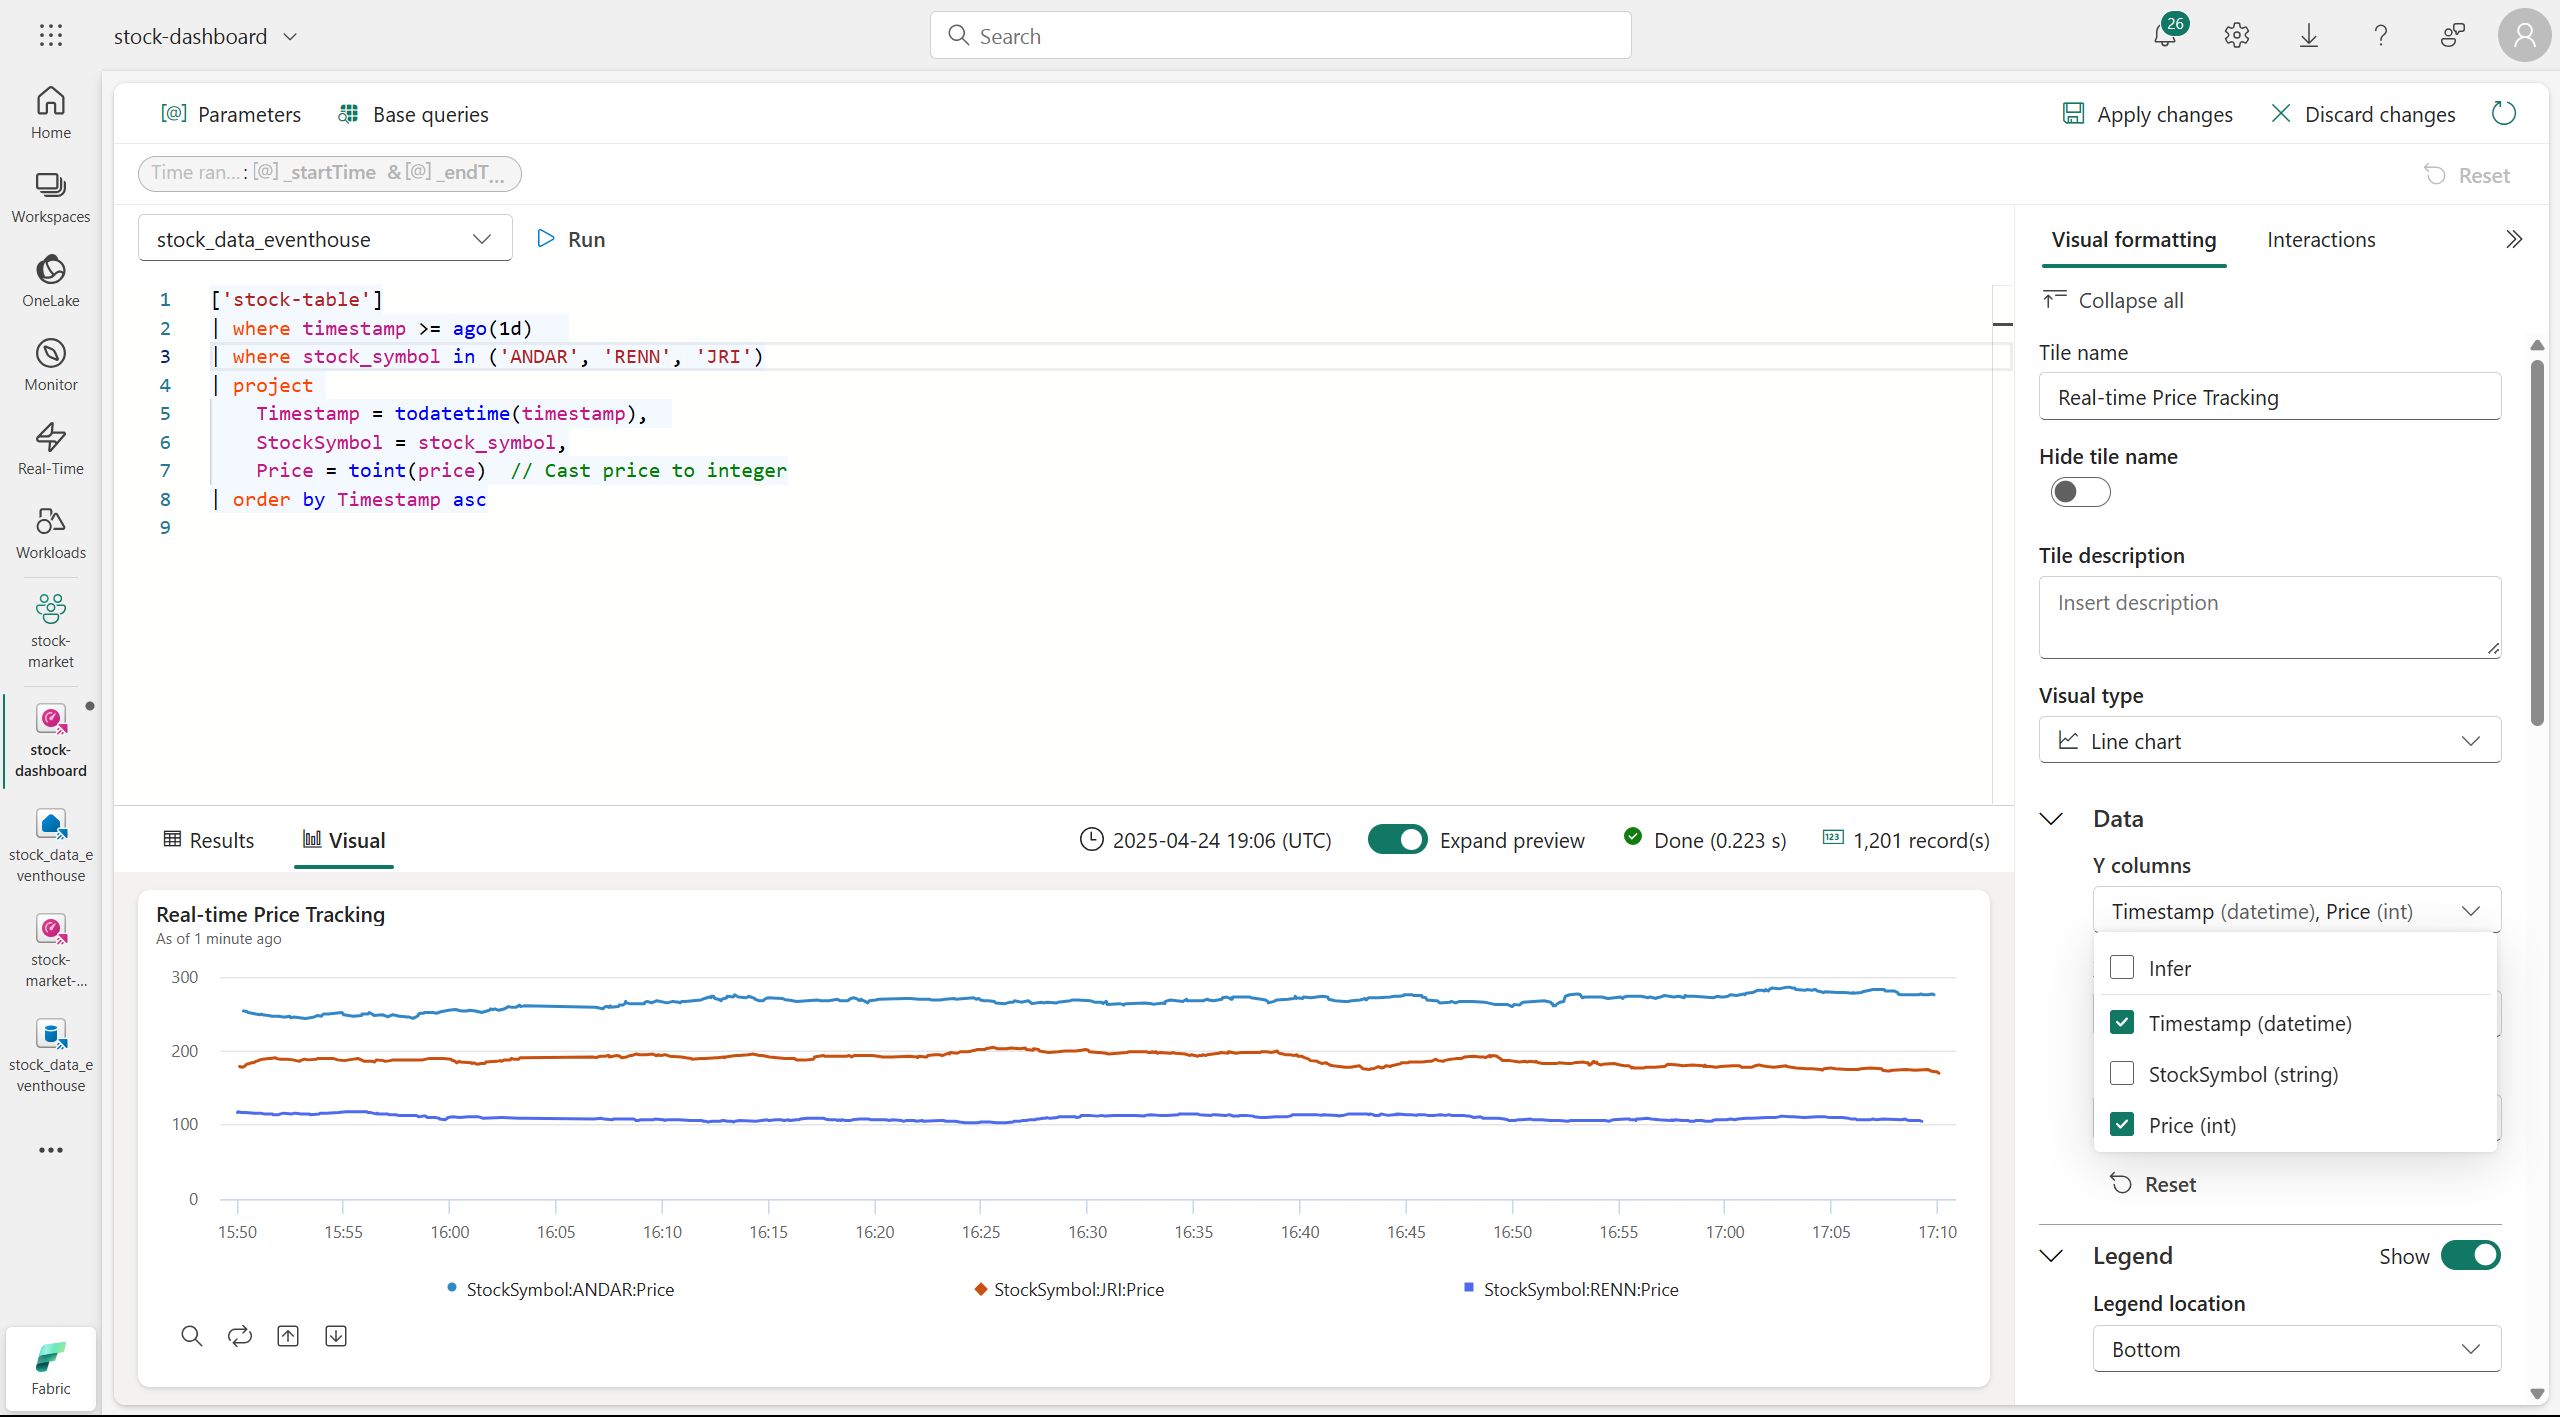 stock-dashboard
Search
26
Home
Workspaces
OneLake
Monitor
Real-Time
Workloads
stock-
market
stock-
dashboard
stock_data_e
venthouse
stock-
market-...
stock_data_e
venthouse
Fabric
[@] Parameters
Base queries
Apply changes
Discard changes
Time ran... : [@] _startTime & [@] _endT...
Reset
stock_data_eventhouse
Run
1 ['stock-table']
2 | where timestamp >= ago(1d)
3 | where stock_symbol in ('ANDAR', 'RENN', 'JRI')
4 | project
5 Timestamp = todatetime(timestamp),
6 StockSymbol = stock_symbol,
7 Price = toint(price)  // Cast price to integer
8 | order by Timestamp asc
9
Results
Visual
2025-04-24 19:06 (UTC)
Expand preview
Done (0.223 s)
123 1,201 record(s)
Real-time Price Tracking
As of 1 minute ago
300
200
100
0
15:50 15:55 16:00 16:05 16:10 16:15 16:20 16:25 16:30 16:35 16:40 16:45 16:50 16:55 17:00 17:05 17:10
StockSymbol:ANDAR:Price
StockSymbol:JRI:Price
StockSymbol:RENN:Price
Visual formatting
Interactions
Collapse all
Tile name
Real-time Price Tracking
Hide tile name
Tile description
Insert description
Visual type
Line chart
Data
Y columns
Timestamp (datetime), Price (int)
Infer
Timestamp (datetime)
StockSymbol (string)
Price (int)
Reset
Legend
Show
Legend location
Bottom